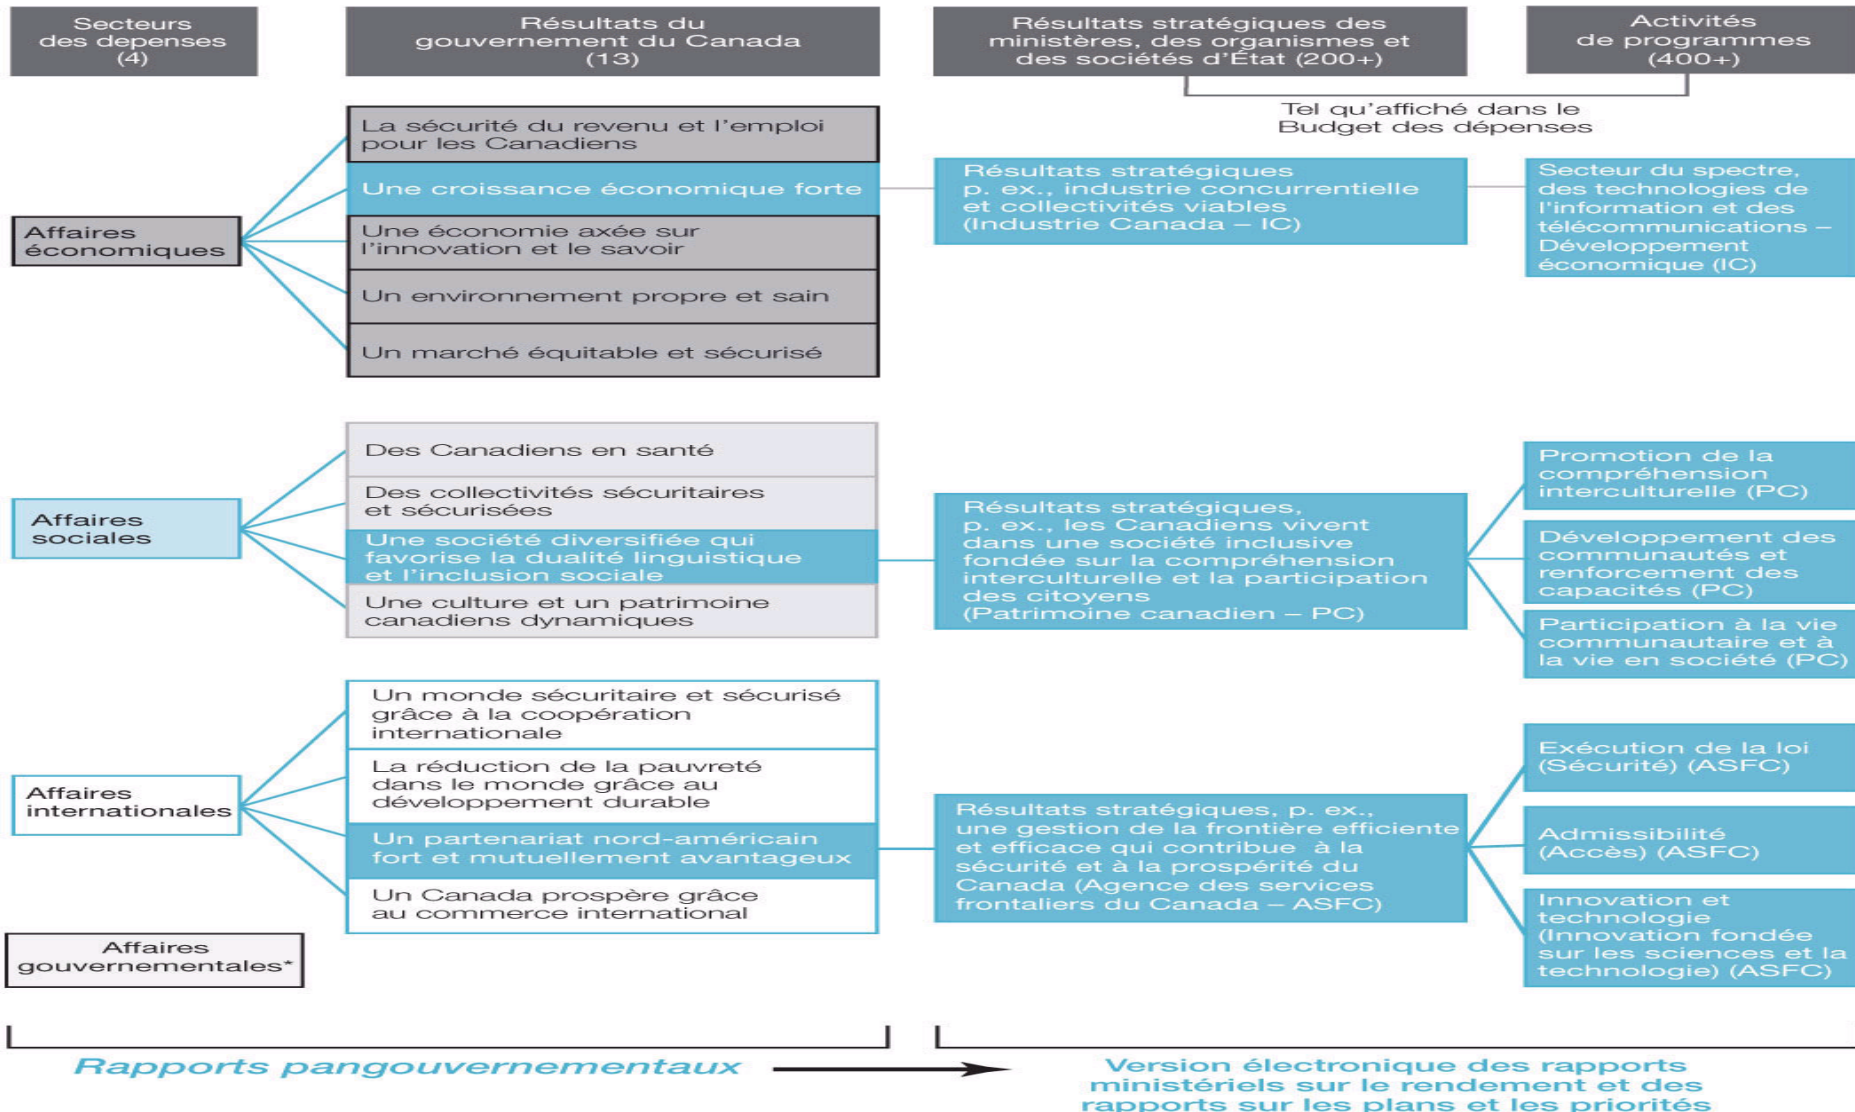 Secteurs
des depenses
(4)
Résultats du
gouvernement du Canada
(13)
Résultats stratégiques des
ministères, des organismes et
des sociétés d'État (200+)
Activités
de programmes
(400+)
Tel qu'affiché dans le
Budget des dépenses
Affaires
économiques
La sécurité du revenu et l'emploi
pour les Canadiens
Une croissance économique forte
Une économie axée sur
l'innovation et le savoir
Un environnement propre et sain
Un marché équitable et sécurisé
Résultats stratégiques
p. ex., industrie concurrentielle
et collectivités viables
(Industrie Canada – IC)
Secteur du spectre,
des technologies de
l'information et des
télécommunications –
Développement
économique (IC)
Affaires
sociales
Des Canadiens en santé
Des collectivités sécuritaires
et sécurisées
Une société diversifiée qui
favorise la dualité linguistique
et l'inclusion sociale
Une culture et un patrimoine
canadiens dynamiques
Résultats stratégiques,
p. ex., les Canadiens vivent
dans une société inclusive
fondée sur la compréhension
interculturelle et la participation
des citoyens
(Patrimoine canadien – PC)
Promotion de la
compréhension
interculturelle (PC)
Développement des
communautés et
renforcement des
capacités (PC)
Participation à la vie
communautaire et à
la vie en société (PC)
Affaires
internationales
Un monde sécuritaire et sécurisé
grâce à la coopération
internationale
La réduction de la pauvreté
dans le monde grâce au
développement durable
Un partenariat nord-américain
fort et mutuellement avantageux
Un Canada prospère grâce
au commerce international
Résultats stratégiques, p. ex.,
une gestion de la frontière efficiente
et efficace qui contribue à la
sécurité et à la prospérité du
Canada (Agence des services
frontaliers du Canada – ASFC)
Exécution de la loi
(Sécurité) (ASFC)
Admissibilité
(Accès) (ASFC)
Innovation et
technologie
(Innovation fondée
sur les sciences et la
technologie) (ASFC)
Affaires
gouvernementales*
Rapports pangouvernementaux
Version électronique des rapports
ministériels sur le rendement et des
rapports sur les plans et les priorités